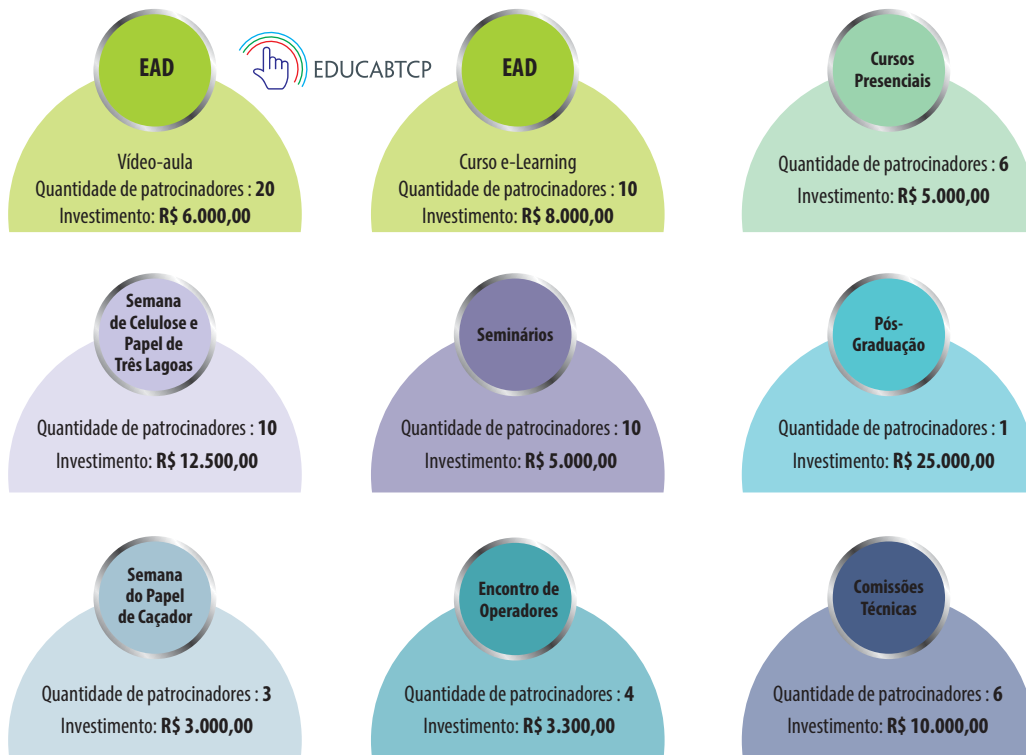 EAD
Vídeo-aula
Quantidade de patrocinadores : 20
Investimento: R$ 6.000,00
EDUCABTCP
EAD
Curso e-Learning
Quantidade de patrocinadores : 10
Investimento: R$ 8.000,00
Cursos
Presenciais
Quantidade de patrocinadores : 6
Investimento: R$ 5.000,00
Semana
de Celulose e
Papel de
Três Lagoas
Quantidade de patrocinadores : 10
Investimento: R$ 12.500,00
Seminários
Quantidade de patrocinadores : 10
Investimento: R$ 5.000,00
Pós-
Graduação
Quantidade de patrocinadores : 1
Investimento: R$ 25.000,00
Semana
do Papel
de Caçador
Quantidade de patrocinadores : 3
Investimento: R$ 3.000,00
Encontro de
Operadores
Quantidade de patrocinadores : 4
Investimento: R$ 3.300,00
Comissões
Técnicas
Quantidade de patrocinadores : 6
Investimento: R$ 10.000,00